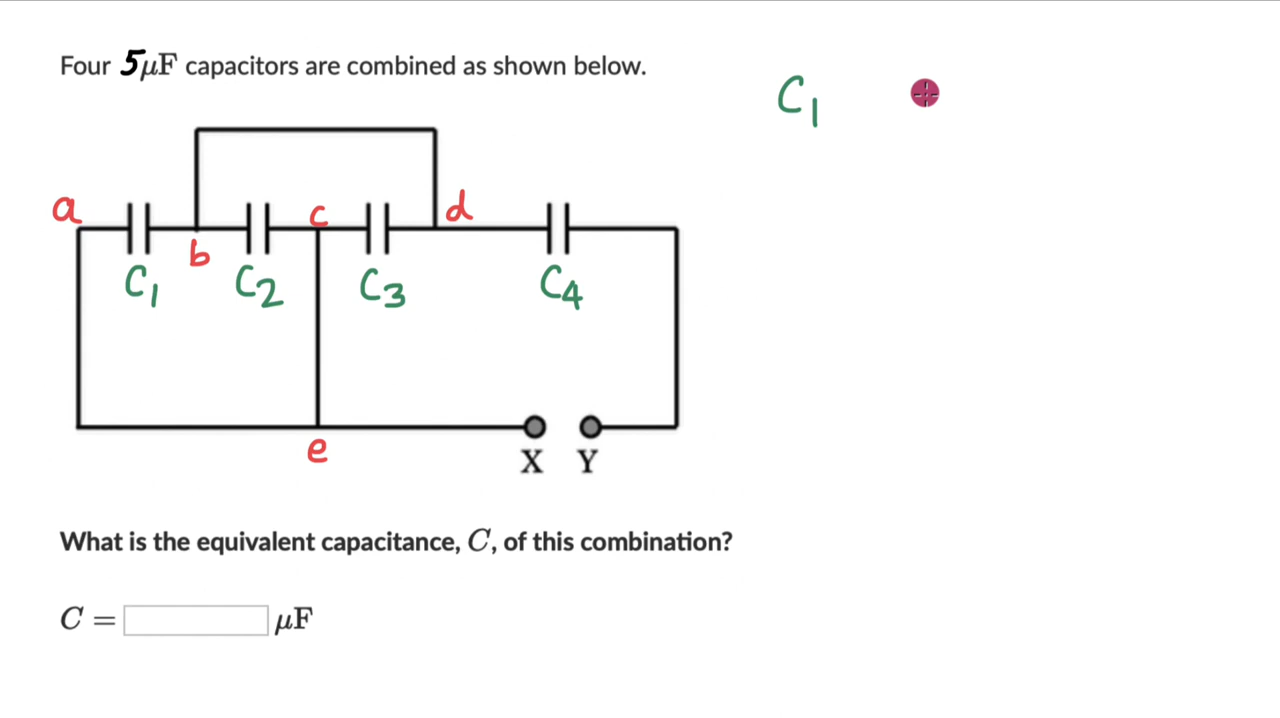 Four 5μF capacitors are combined as shown below.
C1
a
c
d
b
C1
C2
C3
C4
e
X Y
What is the equivalent capacitance, C, of this combination?
C = μF